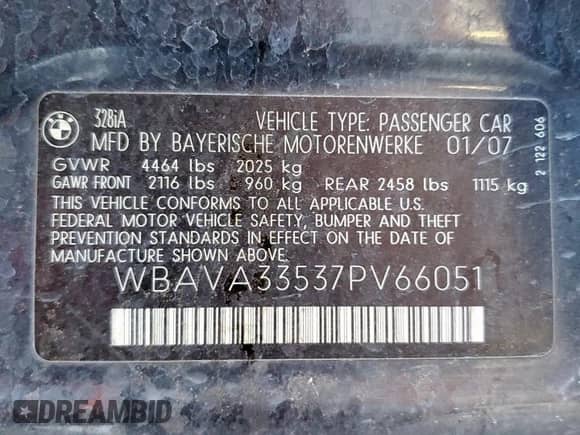 BMW
328iA VEHICLE TYPE: PASSENGER CAR
MFD BY BAYERISCHE MOTORENWERKE 01/07
GVWR 4464 lbs 2025 kg
GAWR FRONT 2116 lbs 960 kg REAR 2458 lbs 1115 kg
THIS VEHICLE CONFORMS TO ALL APPLICABLE U.S.
FEDERAL MOTOR VEHICLE SAFETY, BUMPER AND THEFT
PREVENTION STANDARDS IN EFFECT ON THE DATE OF
MANUFACTURE SHOWN ABOVE.
WBAVA33537PV66051
2 122 606
DREAMBID